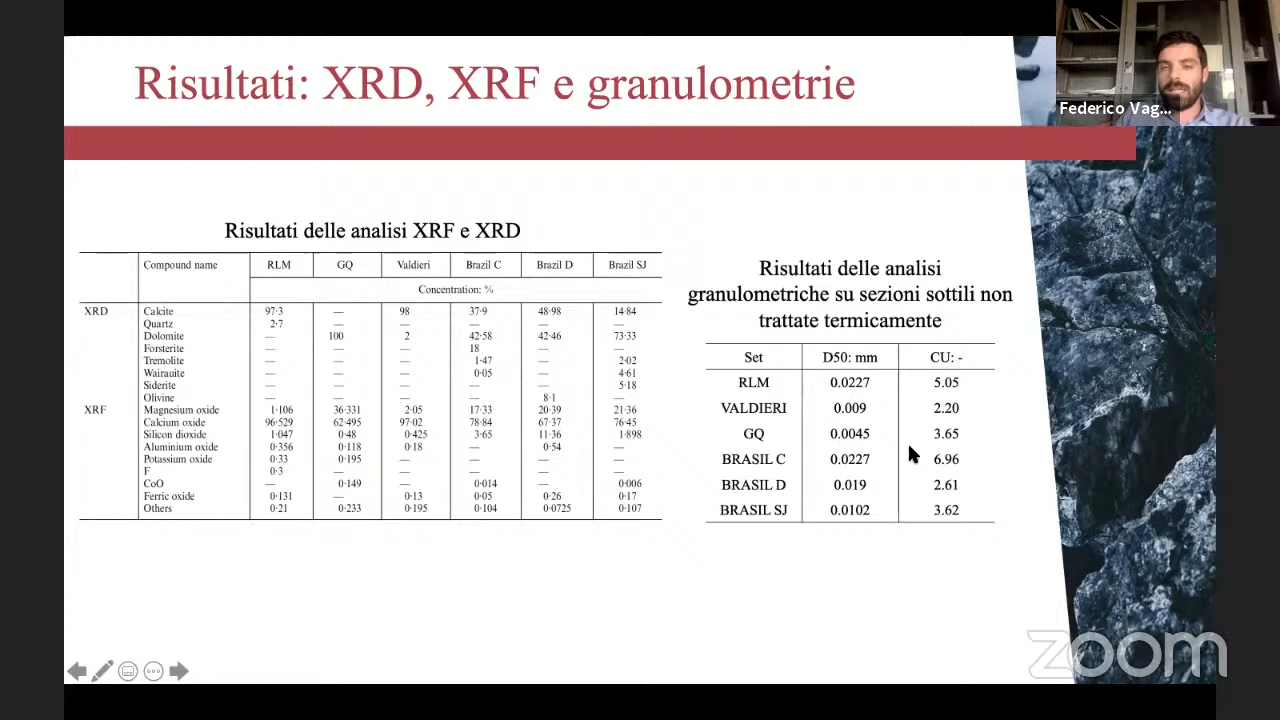 Risultati: XRD, XRF e granulometrie
Federico Vag...
Risultati delle analisi XRF e XRD
Compound name RLM GQ Valdieri Brazil C Brazil D Brazil SJ
Concentration: %
XRD Calcite 97·3 — 98 37·9 48·98 14·84
Quartz 2·7 — — — — —
Dolomite — 100 2 42·58 42·46 73·33
Forsterite — — — 18 — —
Tremolite — — — 1·47 — 2·02
Wairauite — — — 0·05 — 4·61
Siderite — — — — — 5·18
Olivine — — — — 8·1 —
XRF Magnesium oxide 1·106 36·331 2·05 17·33 20·39 21·36
Calcium oxide 96·529 62·495 97·02 78·84 67·37 76·45
Silicon dioxide 1·047 0·48 0·425 3·65 11·36 1·898
Aluminium oxide 0·356 0·118 0·18 — 0·54 —
Potassium oxide 0·33 0·195 — — — —
F 0·3 — — — — —
CoO — 0·149 — 0·014 — 0·006
Ferric oxide 0·131 — 0·13 0·05 0·26 0·17
Others 0·21 0·233 0·195 0·104 0·0725 0·107
Risultati delle analisi
granulometriche su sezioni sottili non
trattate termicamente
Set D50: mm CU: -
RLM 0.0227 5.05
VALDIERI 0.009 2.20
GQ 0.0045 3.65
BRASIL C 0.0227 6.96
BRASIL D 0.019 2.61
BRASIL SJ 0.0102 3.62
zoom